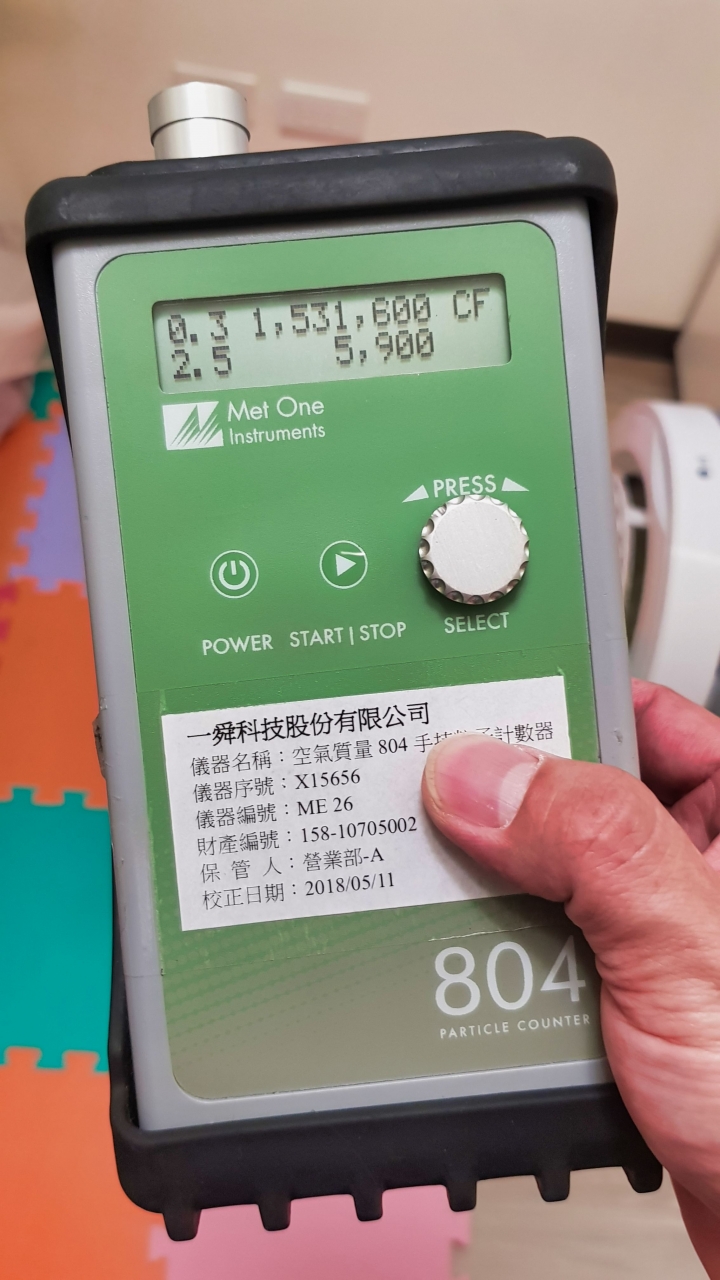 0.3 1,531,600 CF
2.5 5,900
Met One
Instruments
PRESS
POWER START|STOP SELECT
一舜科技股份有限公司
儀器名稱：空氣質量 804 手持 計數器
儀器序號：X15656
儀器編號：ME 26
財產編號：158-10705002
保 管 人：營業部-A
校正日期：2018/05/11
804
PARTICLE COUNTER